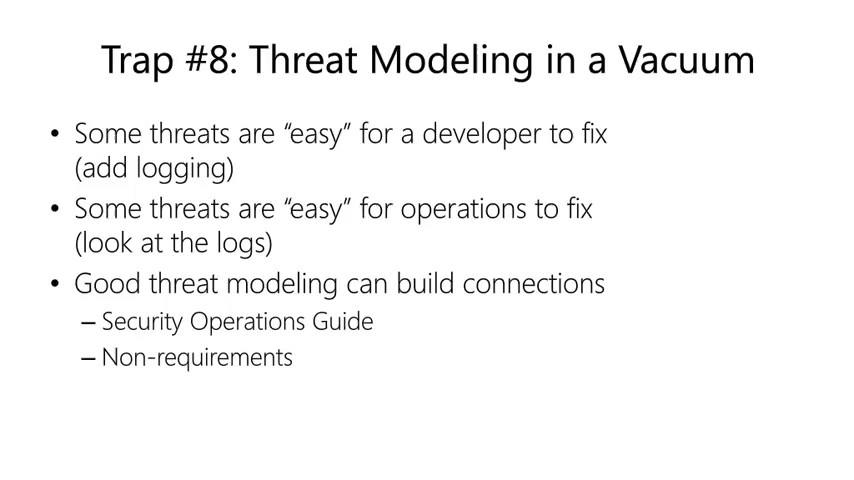 Trap #8: Threat Modeling in a Vacuum
• Some threats are “easy” for a developer to fix
(add logging)
• Some threats are “easy” for operations to fix
(look at the logs)
• Good threat modeling can build connections
– Security Operations Guide
– Non-requirements